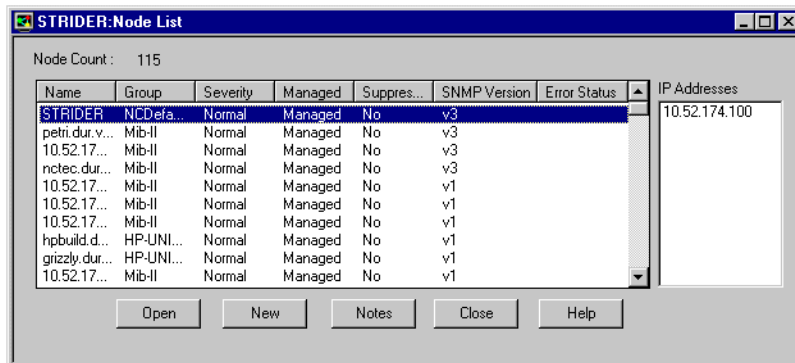 STRIDER:Node List
Node Count : 115
Name Group Severity Managed Suppres... SNMP Version Error Status IP Addresses
STRIDER NCDefa... Normal Managed No v3 10.52.174.100
petri.dur.v... Mib-II Normal Managed No v3
10.52.17... Mib-II Normal Managed No v3
nctec.dur... Mib-II Normal Managed No v3
10.52.17... Mib-II Normal Managed No v1
10.52.17... Mib-II Normal Managed No v1
10.52.17... Mib-II Normal Managed No v1
hpbuild.d... HP-UNI... Normal Managed No v1
grizzly.dur... HP-UNI... Normal Managed No v1
10.52.17... Mib-II Normal Managed No v1
Open New Notes Close Help